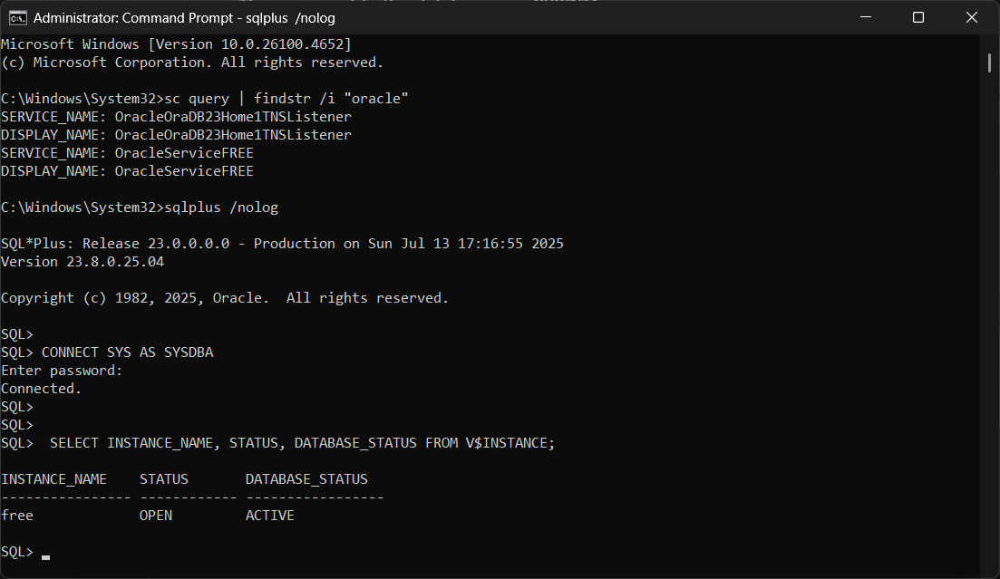 Administrator: Command Prompt - sqlplus  /nolog
Microsoft Windows [Version 10.0.26100.4652]
(c) Microsoft Corporation. All rights reserved.
C:\Windows\System32>sc query | findstr /i "oracle"
SERVICE_NAME: OracleOraDB23Home1TNSListener
DISPLAY_NAME: OracleOraDB23Home1TNSListener
SERVICE_NAME: OracleServiceFREE
DISPLAY_NAME: OracleServiceFREE
C:\Windows\System32>sqlplus /nolog
SQL*Plus: Release 23.0.0.0.0 - Production on Sun Jul 13 17:16:55 2025
Version 23.8.0.25.04
Copyright (c) 1982, 2025, Oracle.  All rights reserved.
SQL>
SQL> CONNECT SYS AS SYSDBA
Enter password:
Connected.
SQL>
SQL>
SQL>  SELECT INSTANCE_NAME, STATUS, DATABASE_STATUS FROM V$INSTANCE;
INSTANCE_NAME    STATUS       DATABASE_STATUS
---------------- ------------ -----------------
free             OPEN         ACTIVE
SQL>